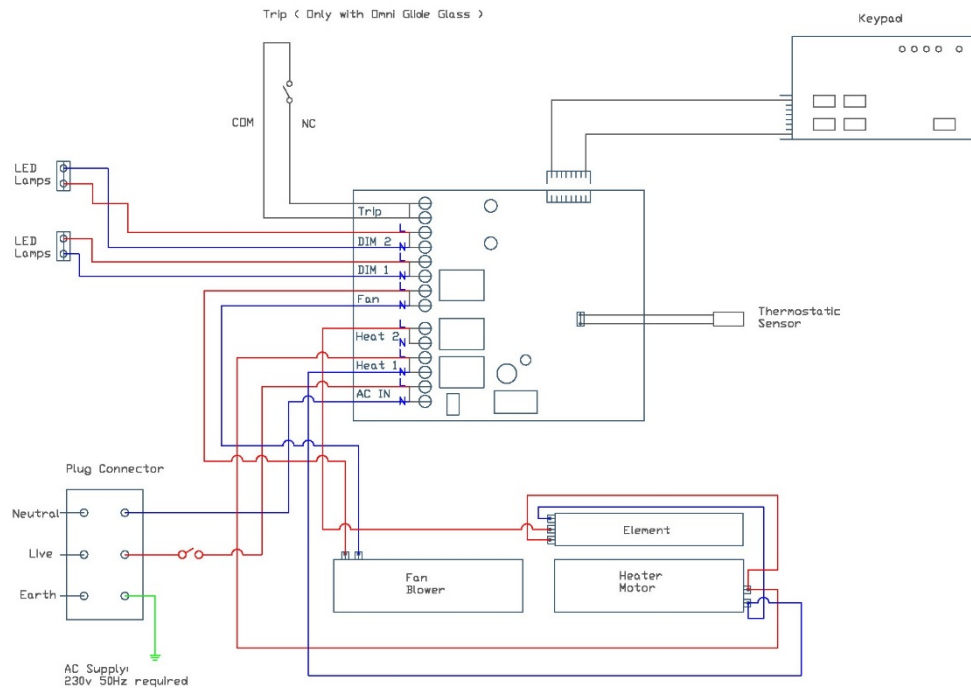 Trip ( Only with Omni Glide Glass )
Keypad
COM
NC
LED
Lamps
LED
Lamps
Trip
L
DIM 2
N
L
DIM 1
N
L
Fan
N
L
Heat 2
N
L
Heat 1
N
L
AC IN
N
Thermostatic
Sensor
Plug Connector
Neutral
Live
Earth
Element
Fan
Blower
Heater
Motor
AC Supply:
230v 50Hz required